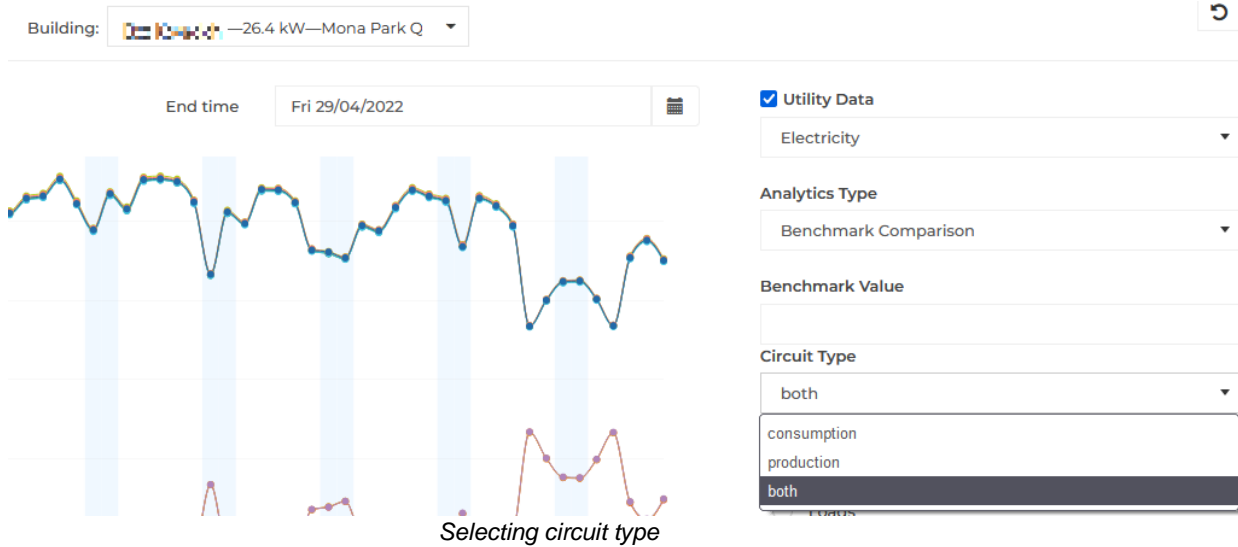 Building:
—26.4 kW—Mona Park Q
End time
Fri 29/04/2022
Utility Data
Electricity
Analytics Type
Benchmark Comparison
Benchmark Value
Circuit Type
both
consumption
production
both
Selecting circuit type